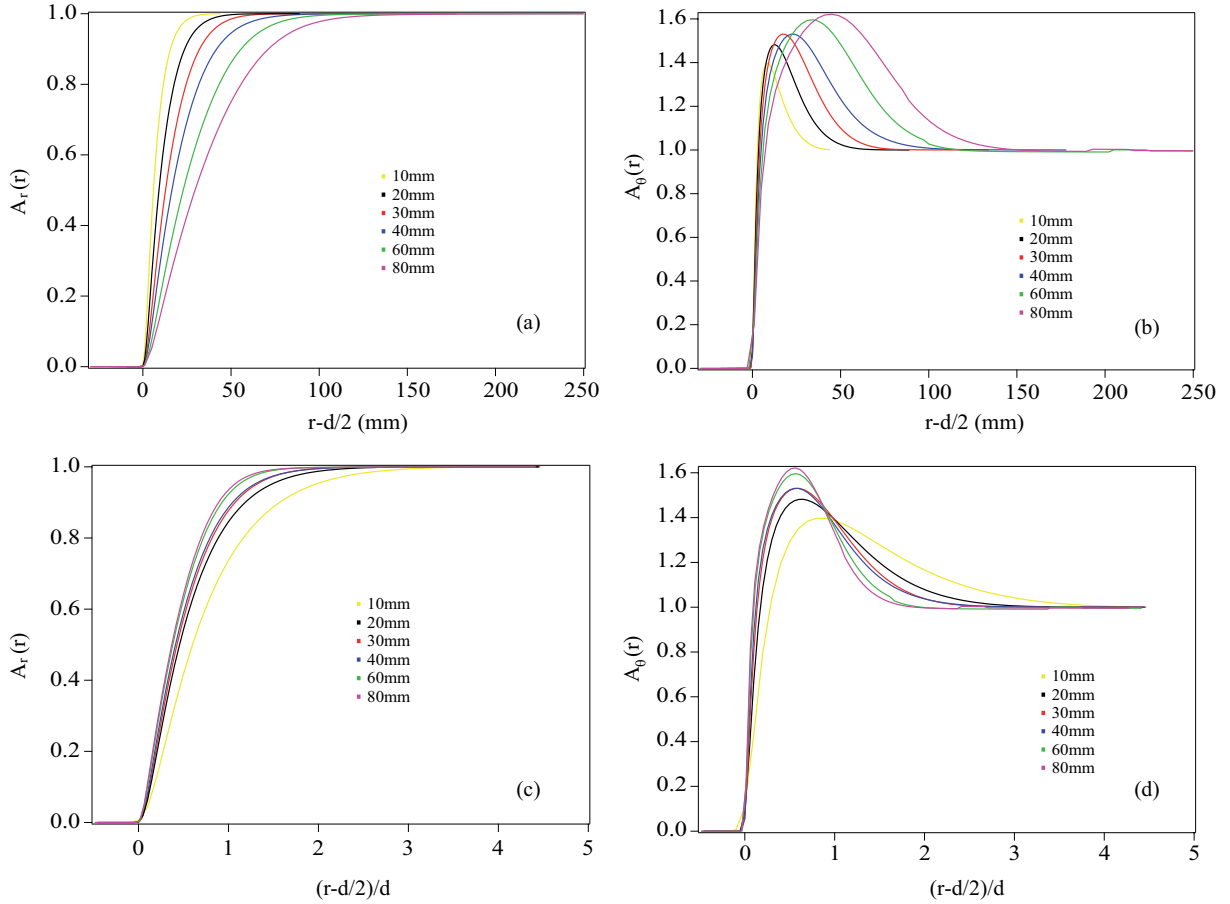 1.0
0.8
0.6
0.4
0.2
0.0
A_r(r)
10mm
20mm
30mm
40mm
60mm
80mm
(a)
0 50 100 150 200 250
r-d/2 (mm)
1.6
1.4
1.2
1.0
0.8
0.6
0.4
0.2
0.0
A_θ(r)
10mm
20mm
30mm
40mm
60mm
80mm
(b)
0 50 100 150 200 250
r-d/2 (mm)
1.0
0.8
0.6
0.4
0.2
0.0
A_r(r)
10mm
20mm
30mm
40mm
60mm
80mm
(c)
0 1 2 3 4 5
(r-d/2)/d
1.6
1.4
1.2
1.0
0.8
0.6
0.4
0.2
0.0
A_θ(r)
10mm
20mm
30mm
40mm
60mm
80mm
(d)
0 1 2 3 4 5
(r-d/2)/d